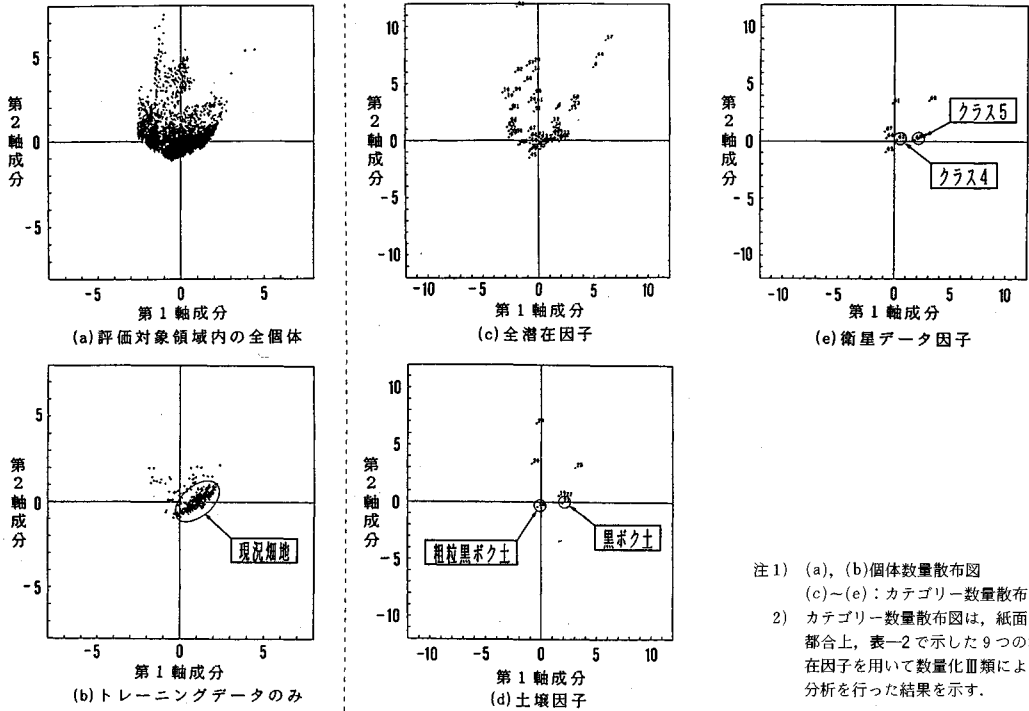 第2軸成分
5
0
-5
-5
0
5
第1軸成分
(a)評価対象領域内の全個体
第2軸成分
5
0
-5
現況畑地
-5
0
5
第1軸成分
(b)トレーニングデータのみ
第2軸成分
10
5
0
-5
-10
-10
-5
0
5
10
第1軸成分
(c)全潜在因子
第2軸成分
10
5
0
-5
-10
粗粒黒ボク土
黒ボク土
-10
-5
0
5
10
第1軸成分
(d)土壌因子
第2軸成分
10
5
0
-5
-10
クラス5
クラス4
-10
-5
0
5
10
第1軸成分
(e)衛星データ因子
注1) (a), (b)個体数量散布図
(c)~(e):カテゴリー数量散布
2) カテゴリー数量散布図は,紙面
都合上,表―2で示した9つの
在因子を用いて数量化Ⅲ類によ
分析を行った結果を示す.